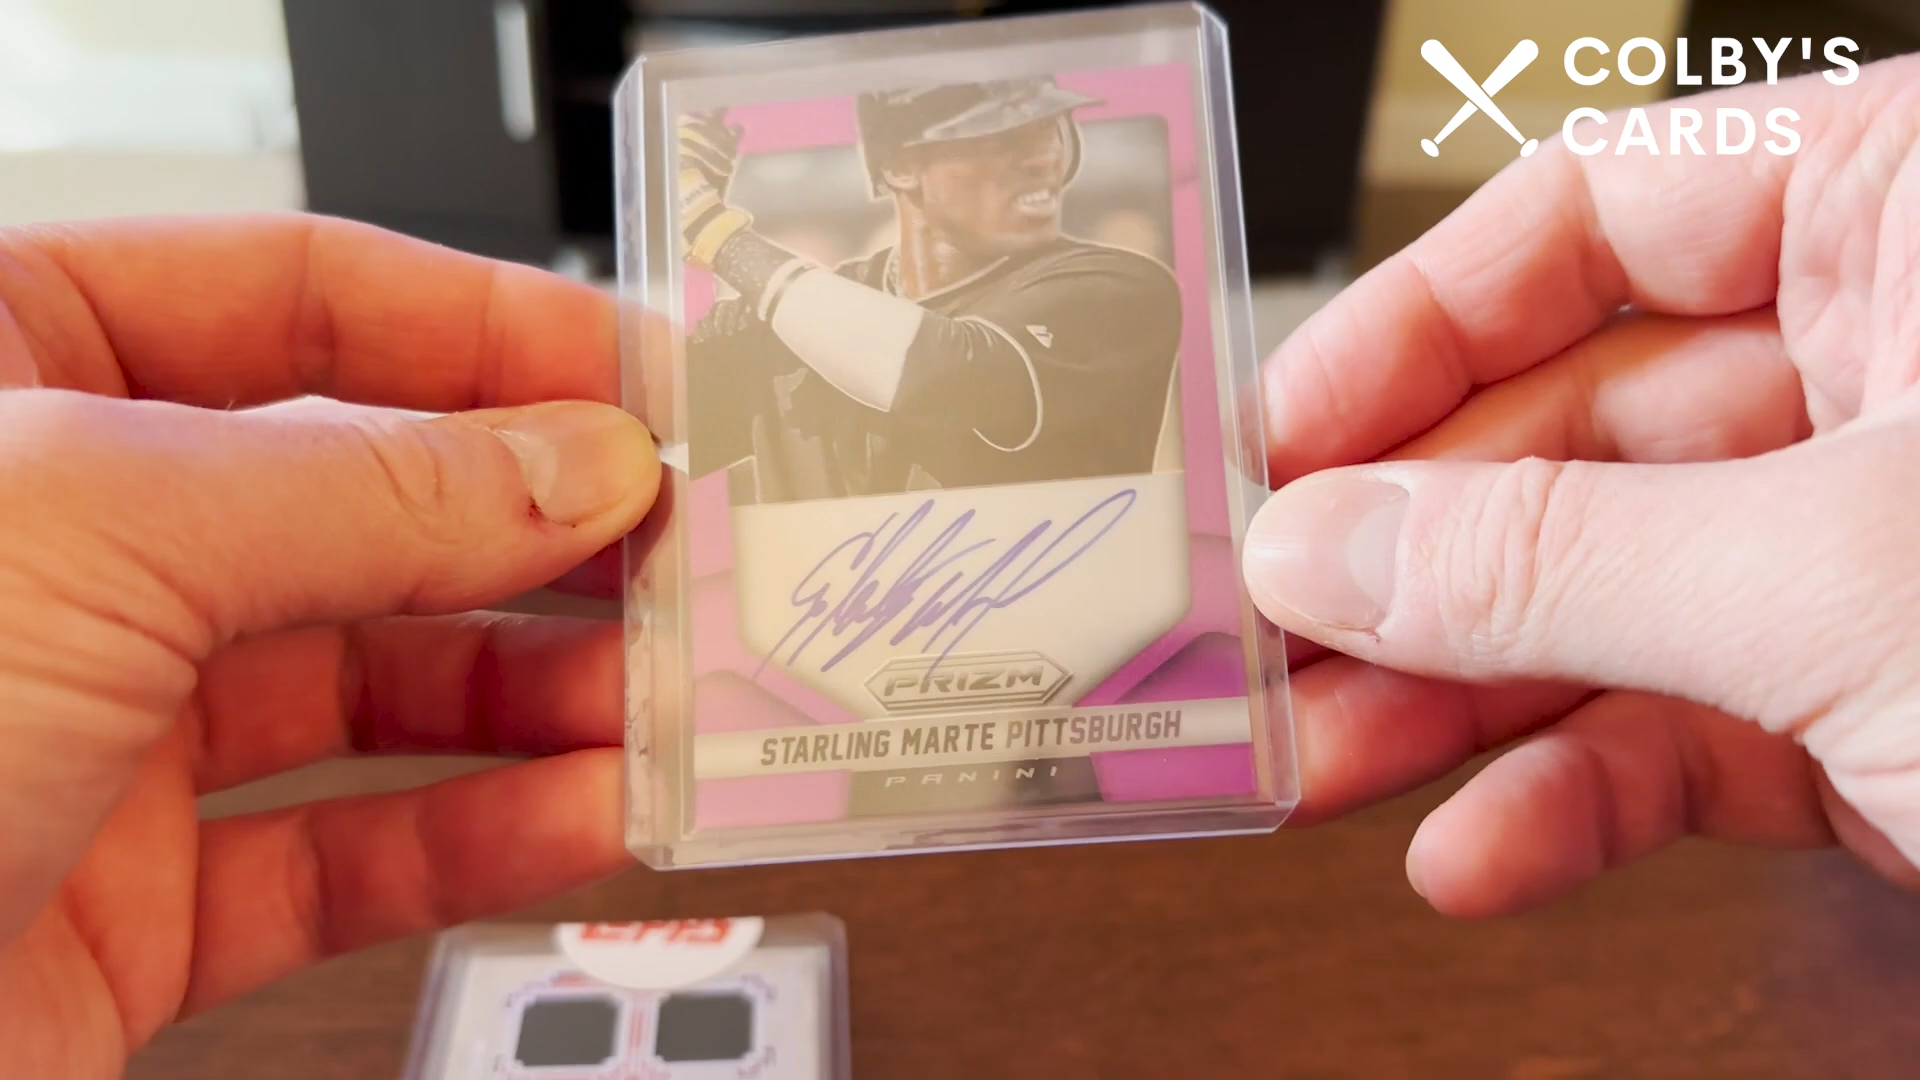 COLBY'S
CARDS
PRIZM
STARLING MARTE PITTSBURGH
PANINI